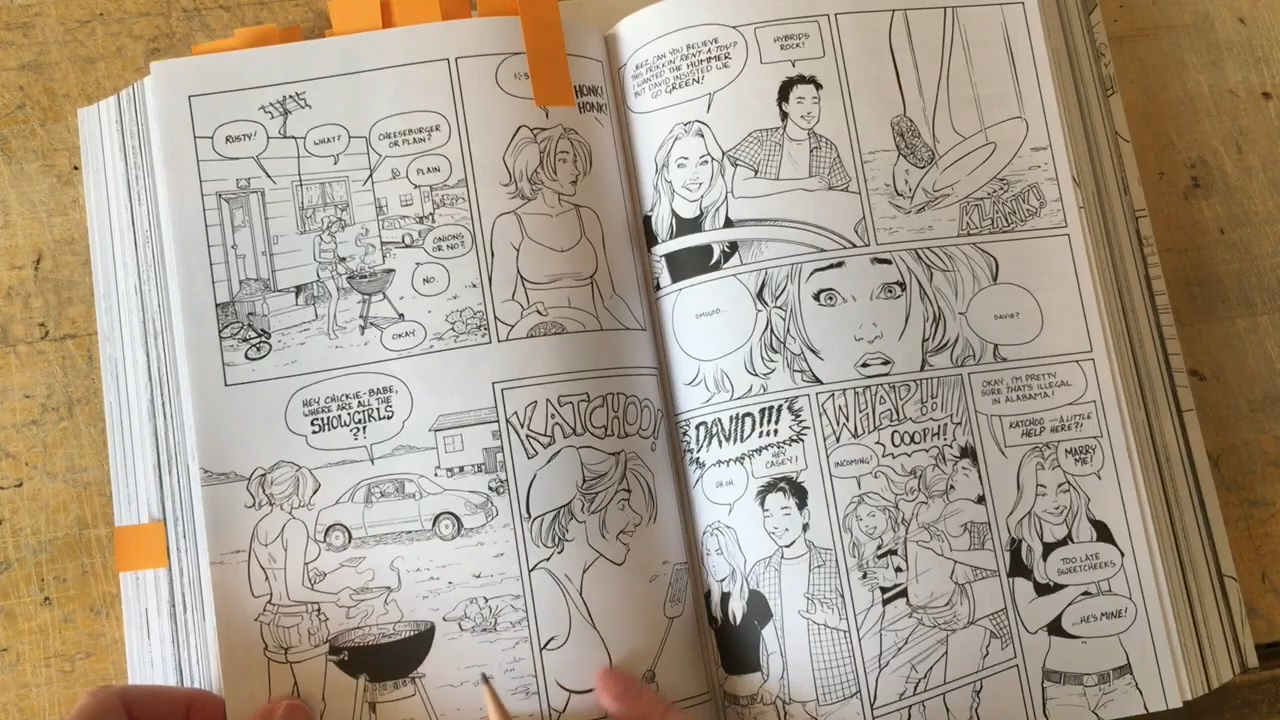 RUSTY!
WHAT?
CHEESEBURGER
OR PLAIN?
PLAIN
ONIONS
OR NO?
NO.
OKAY.
HONK!
HONK!
HEY CHICKIE-BABE,
WHERE ARE ALL THE
SHOWGIRLS
?!
KATCHOO!
JEEZ, CAN YOU BELIEVE
THIS FRIKKIN' RENT-A-TOY?
I WANTED THE HUMMER
BUT DAVID INSISTED WE
GO GREEN!
HYBRIDS
ROCK!
KLANK!
OMIGOD...
DAVID?
DAVID!!!
HEY
CASEY!
UH OH.
WHAP!!!
OOOPH!
INCOMING!
OKAY, I'M PRETTY
SURE THAT'S ILLEGAL
IN ALABAMA!
KATCHOO — A LITTLE
HELP HERE?!
MARRY
ME!
TOO LATE
SWEETCHEEKS
...HE'S MINE!